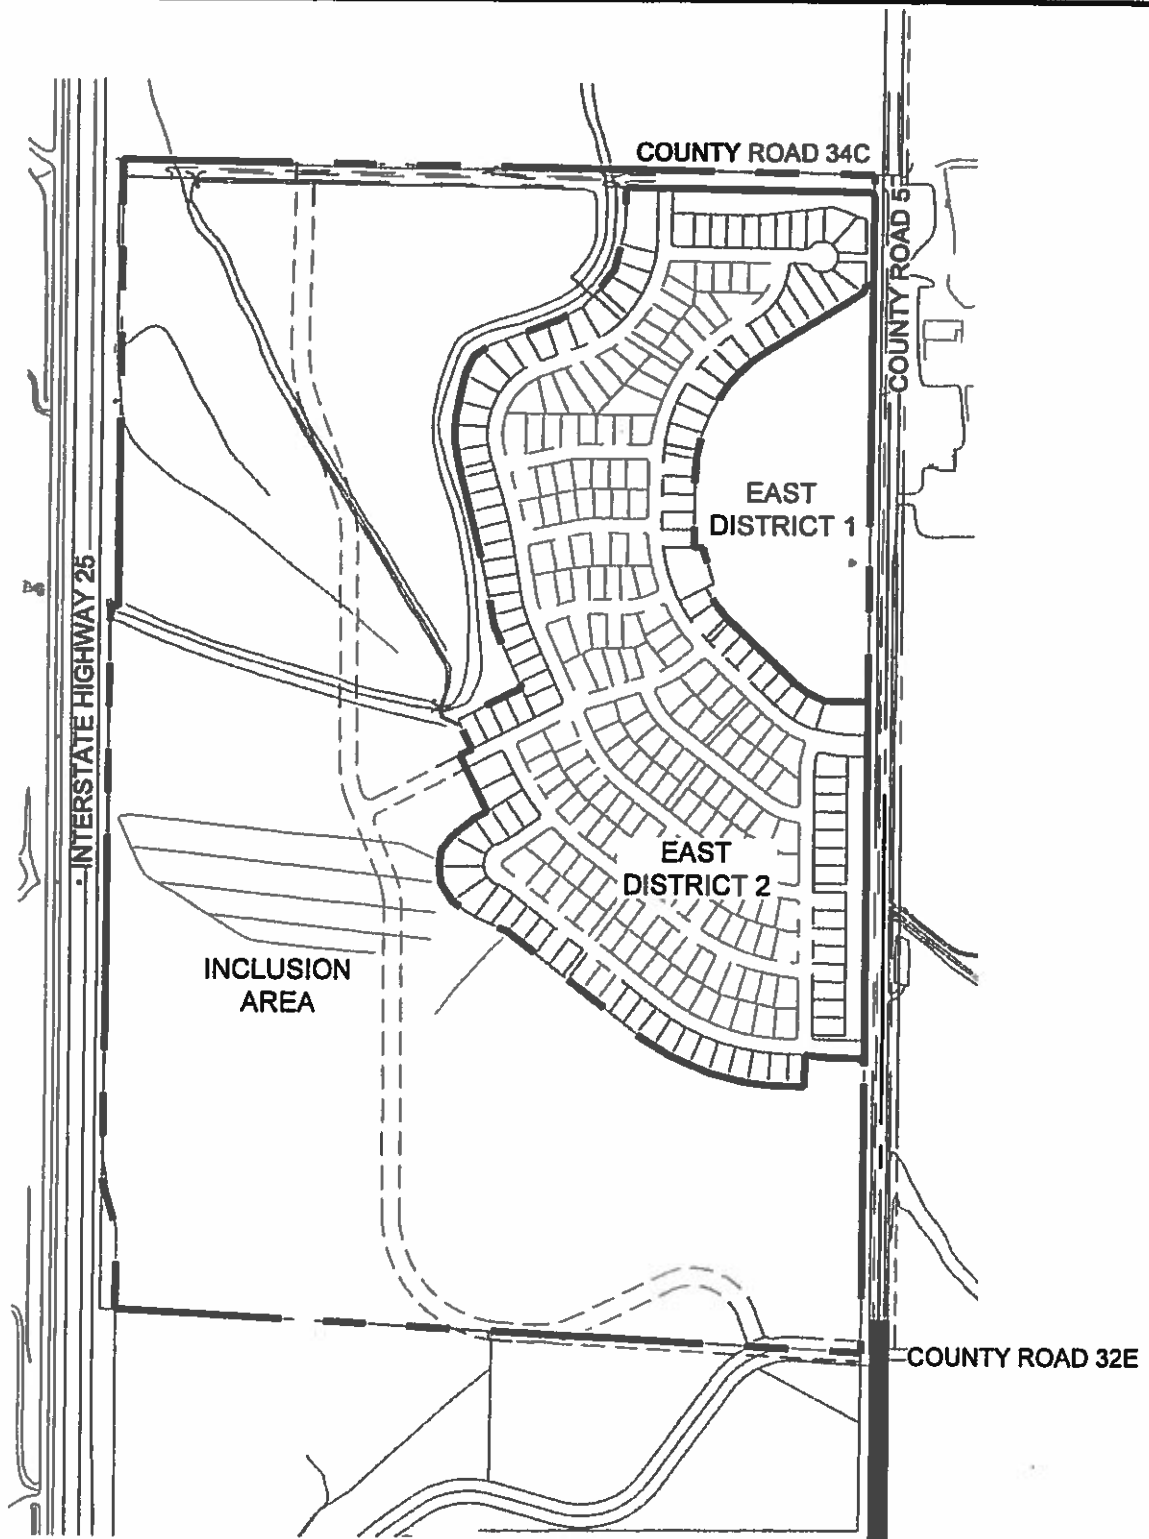 COUNTY ROAD 34C
COUNTY ROAD 5
EAST
DISTRICT 1
INTERSTATE HIGHWAY 25
EAST
DISTRICT 2
INCLUSION
AREA
COUNTY ROAD 32E